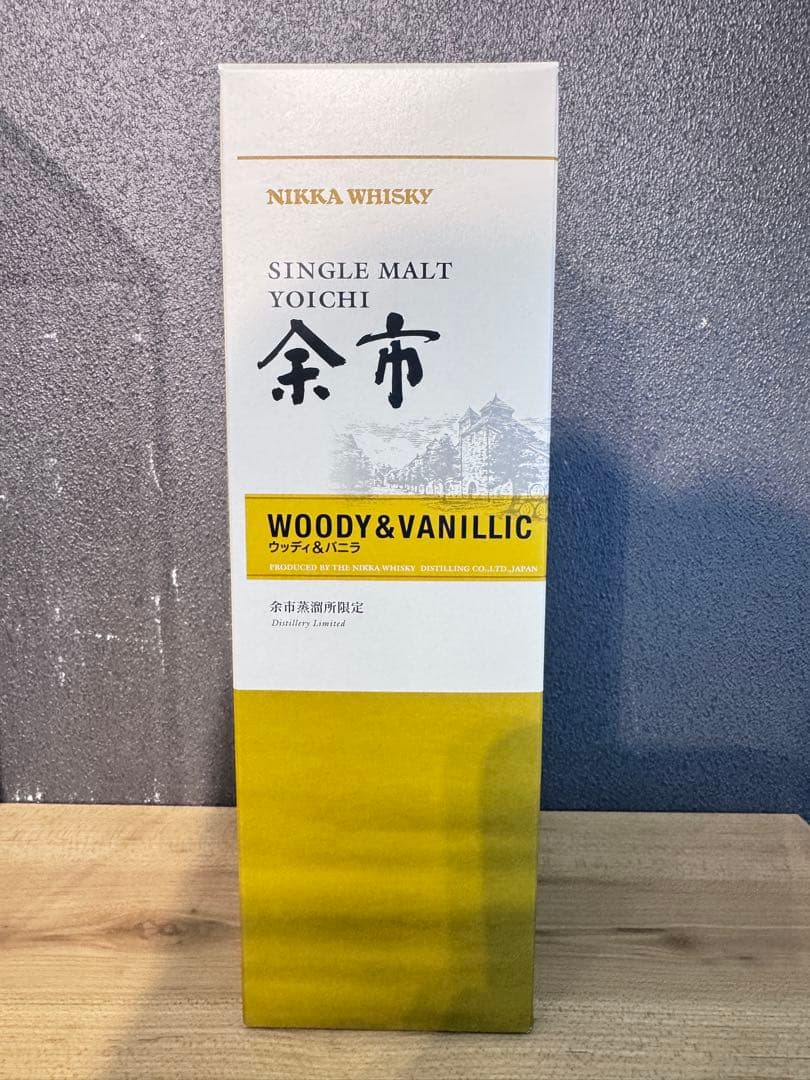 NIKKA WHISKY
SINGLE MALT
YOICHI
余市
WOODY&VANILLIC
ウッディ&バニラ
PRODUCED BY THE NIKKA WHISKY DISTILLING CO.,LTD.,JAPAN
余市蒸溜所限定
Distillery Limited